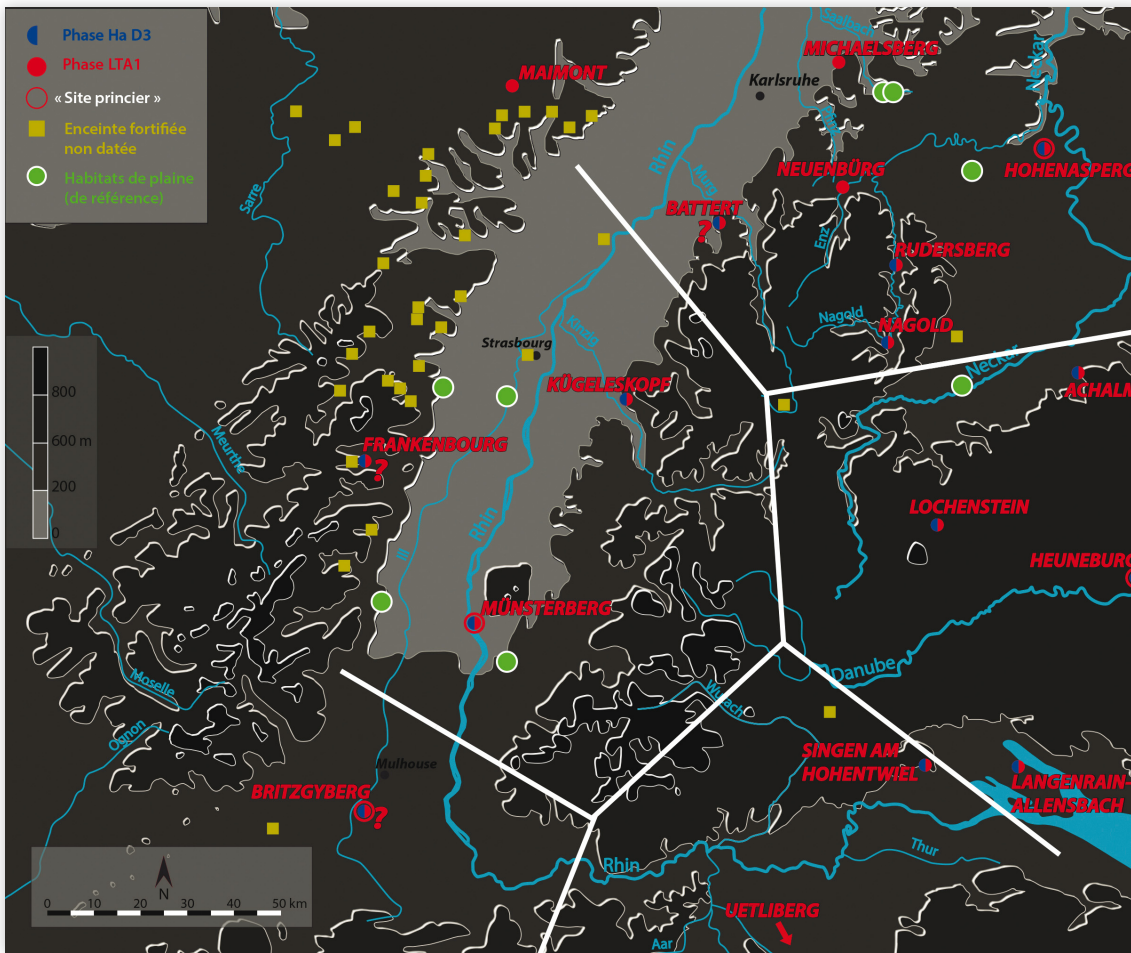 Phase Ha D3
Phase LTA1
« Site princier »
Enceinte fortifiée
non datée
Habitats de plaine
(de référence)
Saalbach
MICHAELSBERG
Karlsruhe
Neckar
MAIMONT
Rhin
Murg
NEUENBÜRG
HOHENASPERG
Sarre
BATTERT
?
Enz
RUDERSBERG
Nagold
NAGOLD
Neckar
Kinzig
Strasbourg
KÜGELESKOPF
ACHALM
800
600 m
200
0
Meurthe
FRANKENBOURG
?
Rhin
Ill
LOCHENSTEIN
HEUNEBURG
MÜNSTERBERG
Danube
Moselle
Ognon
Wutach
Mulhouse
SINGEN AM
HOHENTWIEL
LANGENRAIN-
ALLENSBACH
BRITZGYBERG
?
Rhin
Thur
N
0 10 20 30 40 50 km
UETLIBERG
Aar